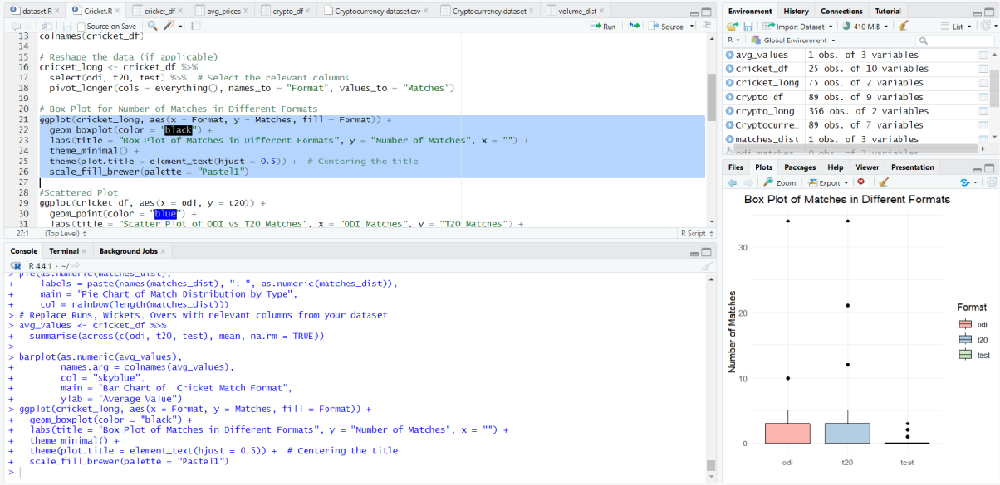 dataset.R
Cricket.R
cricket_df
avg_prices
crypto_df
Cryptocurrency dataset.csv
Cryptocurrency.dataset
volume_dist
Source on Save
Run
Source
13 colnames(cricket_df)
14
15 # Reshape the data (if applicable)
16 cricket_long <- cricket_df %>%
17 select(odi, t20, test) %>% # Select the relevant columns
18 pivot_longer(cols = everything(), names_to = "Format", values_to = "Matches")
19
20 # Box Plot for Number of Matches in Different Formats
21 ggplot(cricket_long, aes(x = Format, y = Matches, fill = Format)) +
22 geom_boxplot(color = "black") +
23 labs(title = "Box Plot of Matches in Different Formats", y = "Number of Matches", x = "") +
24 theme_minimal() +
25 theme(plot.title = element_text(hjust = 0.5)) + # Centering the title
26 scale_fill_brewer(palette = "Pastel1")
27
28 #Scattered Plot
29 ggplot(cricket_df, aes(x = odi, y = t20)) +
30 geom_point(color = "blue") +
31 labs(title = "Scatter Plot of ODI vs T20 Matches", x = "ODI Matches", y = "T20 Matches") +
27:1 (Top Level) R Script
Console Terminal Background Jobs
R 4.4.1 · ~/
> pie(as.numeric(matches_dist),
+ labels = paste(names(matches_dist), ": ", as.numeric(matches_dist)),
+ main = "Pie Chart of Match Distribution by Type",
+ col = rainbow(length(matches_dist)))
> # Replace Runs, Wickets, Overs with relevant columns from your dataset
> avg_values <- cricket_df %>%
+ summarise(across(c(odi, t20, test), mean, na.rm = TRUE))
>
> barplot(as.numeric(avg_values),
+ names.arg = colnames(avg_values),
+ col = "skyblue",
+ main = "Bar Chart of  Cricket Match Format",
+ ylab = "Average Value")
> ggplot(cricket_long, aes(x = Format, y = Matches, fill = Format)) +
+ geom_boxplot(color = "black") +
+ labs(title = "Box Plot of Matches in Different Formats", y = "Number of Matches", x = "") +
+ theme_minimal() +
+ theme(plot.title = element_text(hjust = 0.5)) + # Centering the title
+ scale_fill_brewer(palette = "Pastel1")
>
Environment History Connections Tutorial
Import Dataset 410 MiB List
R Global Environment
avg_values 1 obs. of 3 variables
cricket_df 25 obs. of 10 variables
cricket_long 75 obs. of 2 variables
crypto_df 89 obs. of 9 variables
crypto_long 356 obs. of 2 variables
Cryptocurre… 89 obs. of 7 variables
matches_dist 1 obs. of 3 variables
odi_matches 0 obs. of 3 variables
Files Plots Packages Help Viewer Presentation
Zoom Export
Box Plot of Matches in Different Formats
Number of Matches
30
20
10
0
odi t20 test
Format
odi
t20
test